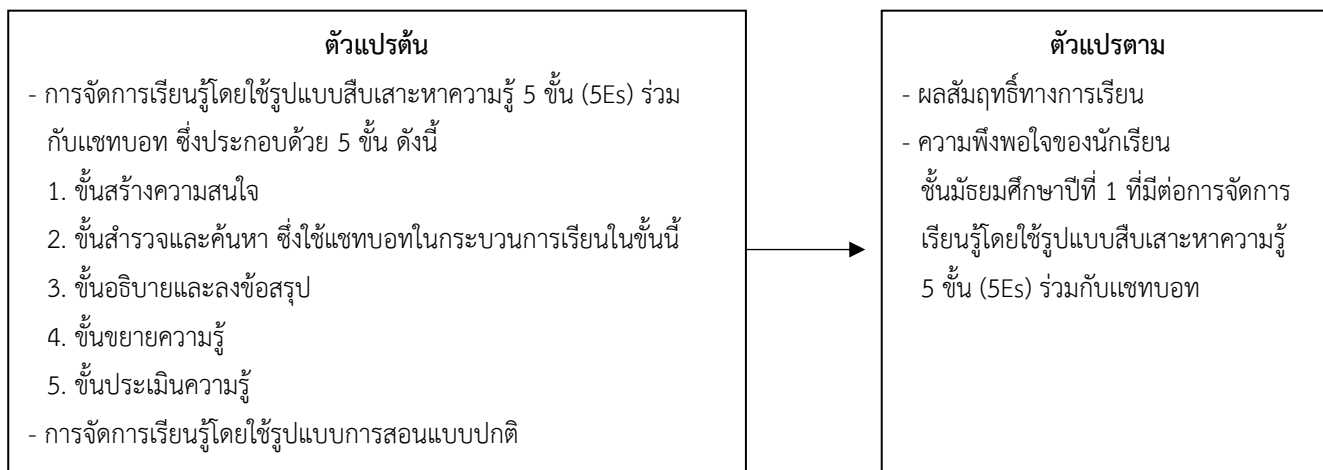 ตัวแปรต้น
- การจัดการเรียนรู้โดยใช้รูปแบบสืบเสาะหาความรู้ 5 ขั้น (5Es) ร่วม
กับแชทบอท ซึ่งประกอบด้วย 5 ขั้น ดังนี้
1. ขั้นสร้างความสนใจ
2. ขั้นสำรวจและค้นหา ซึ่งใช้แชทบอทในกระบวนการเรียนในขั้นนี้
3. ขั้นอธิบายและลงข้อสรุป
4. ขั้นขยายความรู้
5. ขั้นประเมินความรู้
- การจัดการเรียนรู้โดยใช้รูปแบบการสอนแบบปกติ
ตัวแปรตาม
- ผลสัมฤทธิ์ทางการเรียน
- ความพึงพอใจของนักเรียน
ชั้นมัธยมศึกษาปีที่ 1 ที่มีต่อการจัดการ
เรียนรู้โดยใช้รูปแบบสืบเสาะหาความรู้
5 ขั้น (5Es) ร่วมกับแชทบอท